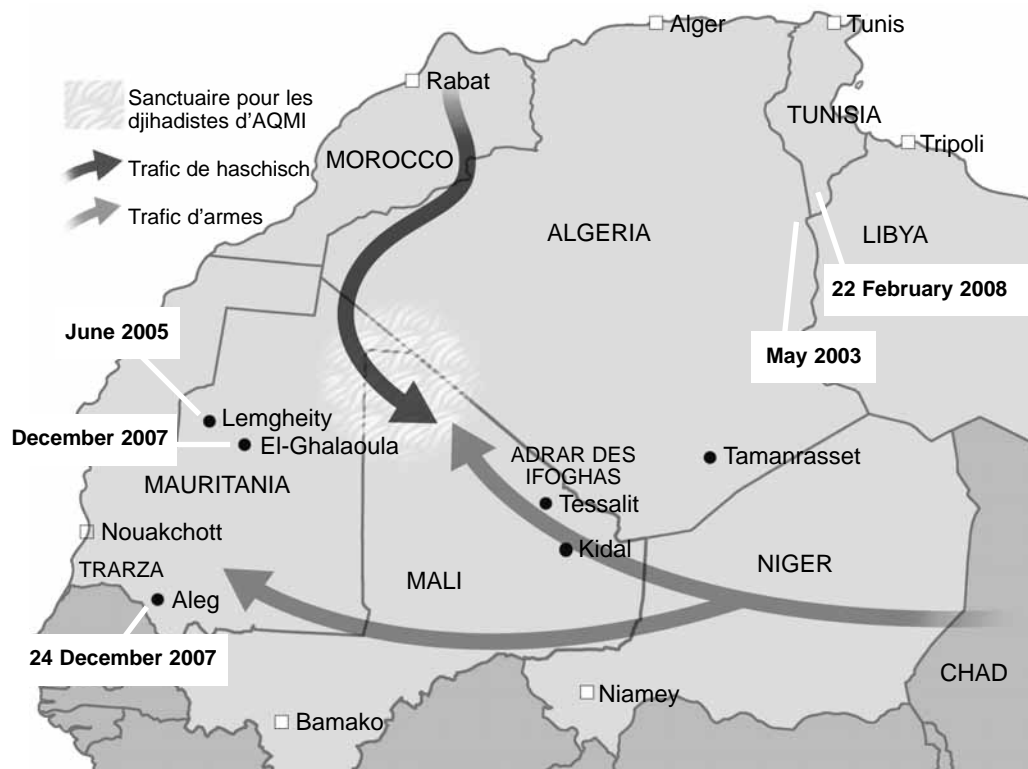 Alger
Tunis
Rabat
Sanctuaire pour les
djihadistes d'AQMI
TUNISIA
Tripoli
MOROCCO
Trafic de haschisch
Trafic d'armes
ALGERIA
LIBYA
22 February 2008
June 2005
May 2003
Lemgheity
December 2007
El-Ghalaoula
ADRAR DES
IFOGHAS
Tamanrasset
MAURITANIA
Tessalit
Nouakchott
Kidal
NIGER
TRARZA
MALI
Aleg
24 December 2007
CHAD
Niamey
Bamako